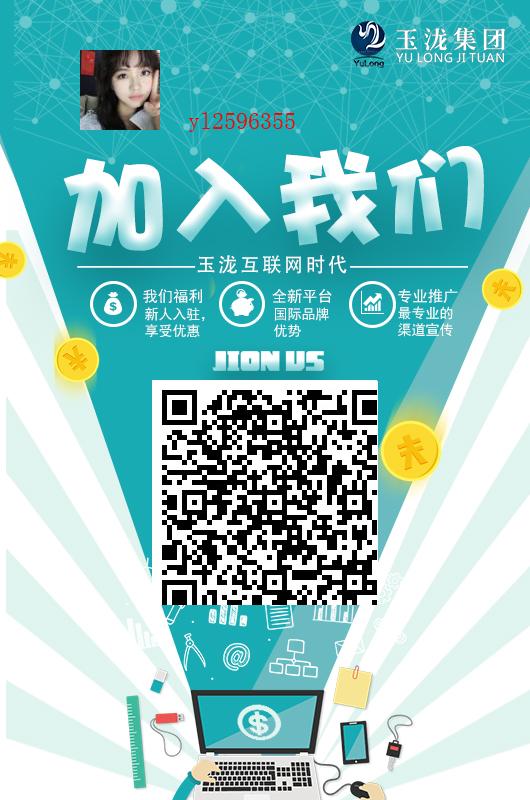 玉泷集团
YU LONG JI TUAN
YuLong
y12596355
加入我们
玉泷互联网时代
我们福利
新人入驻，
享受优惠
全新平台
国际品牌
优势
专业推广
最专业的
渠道宣传
JION US